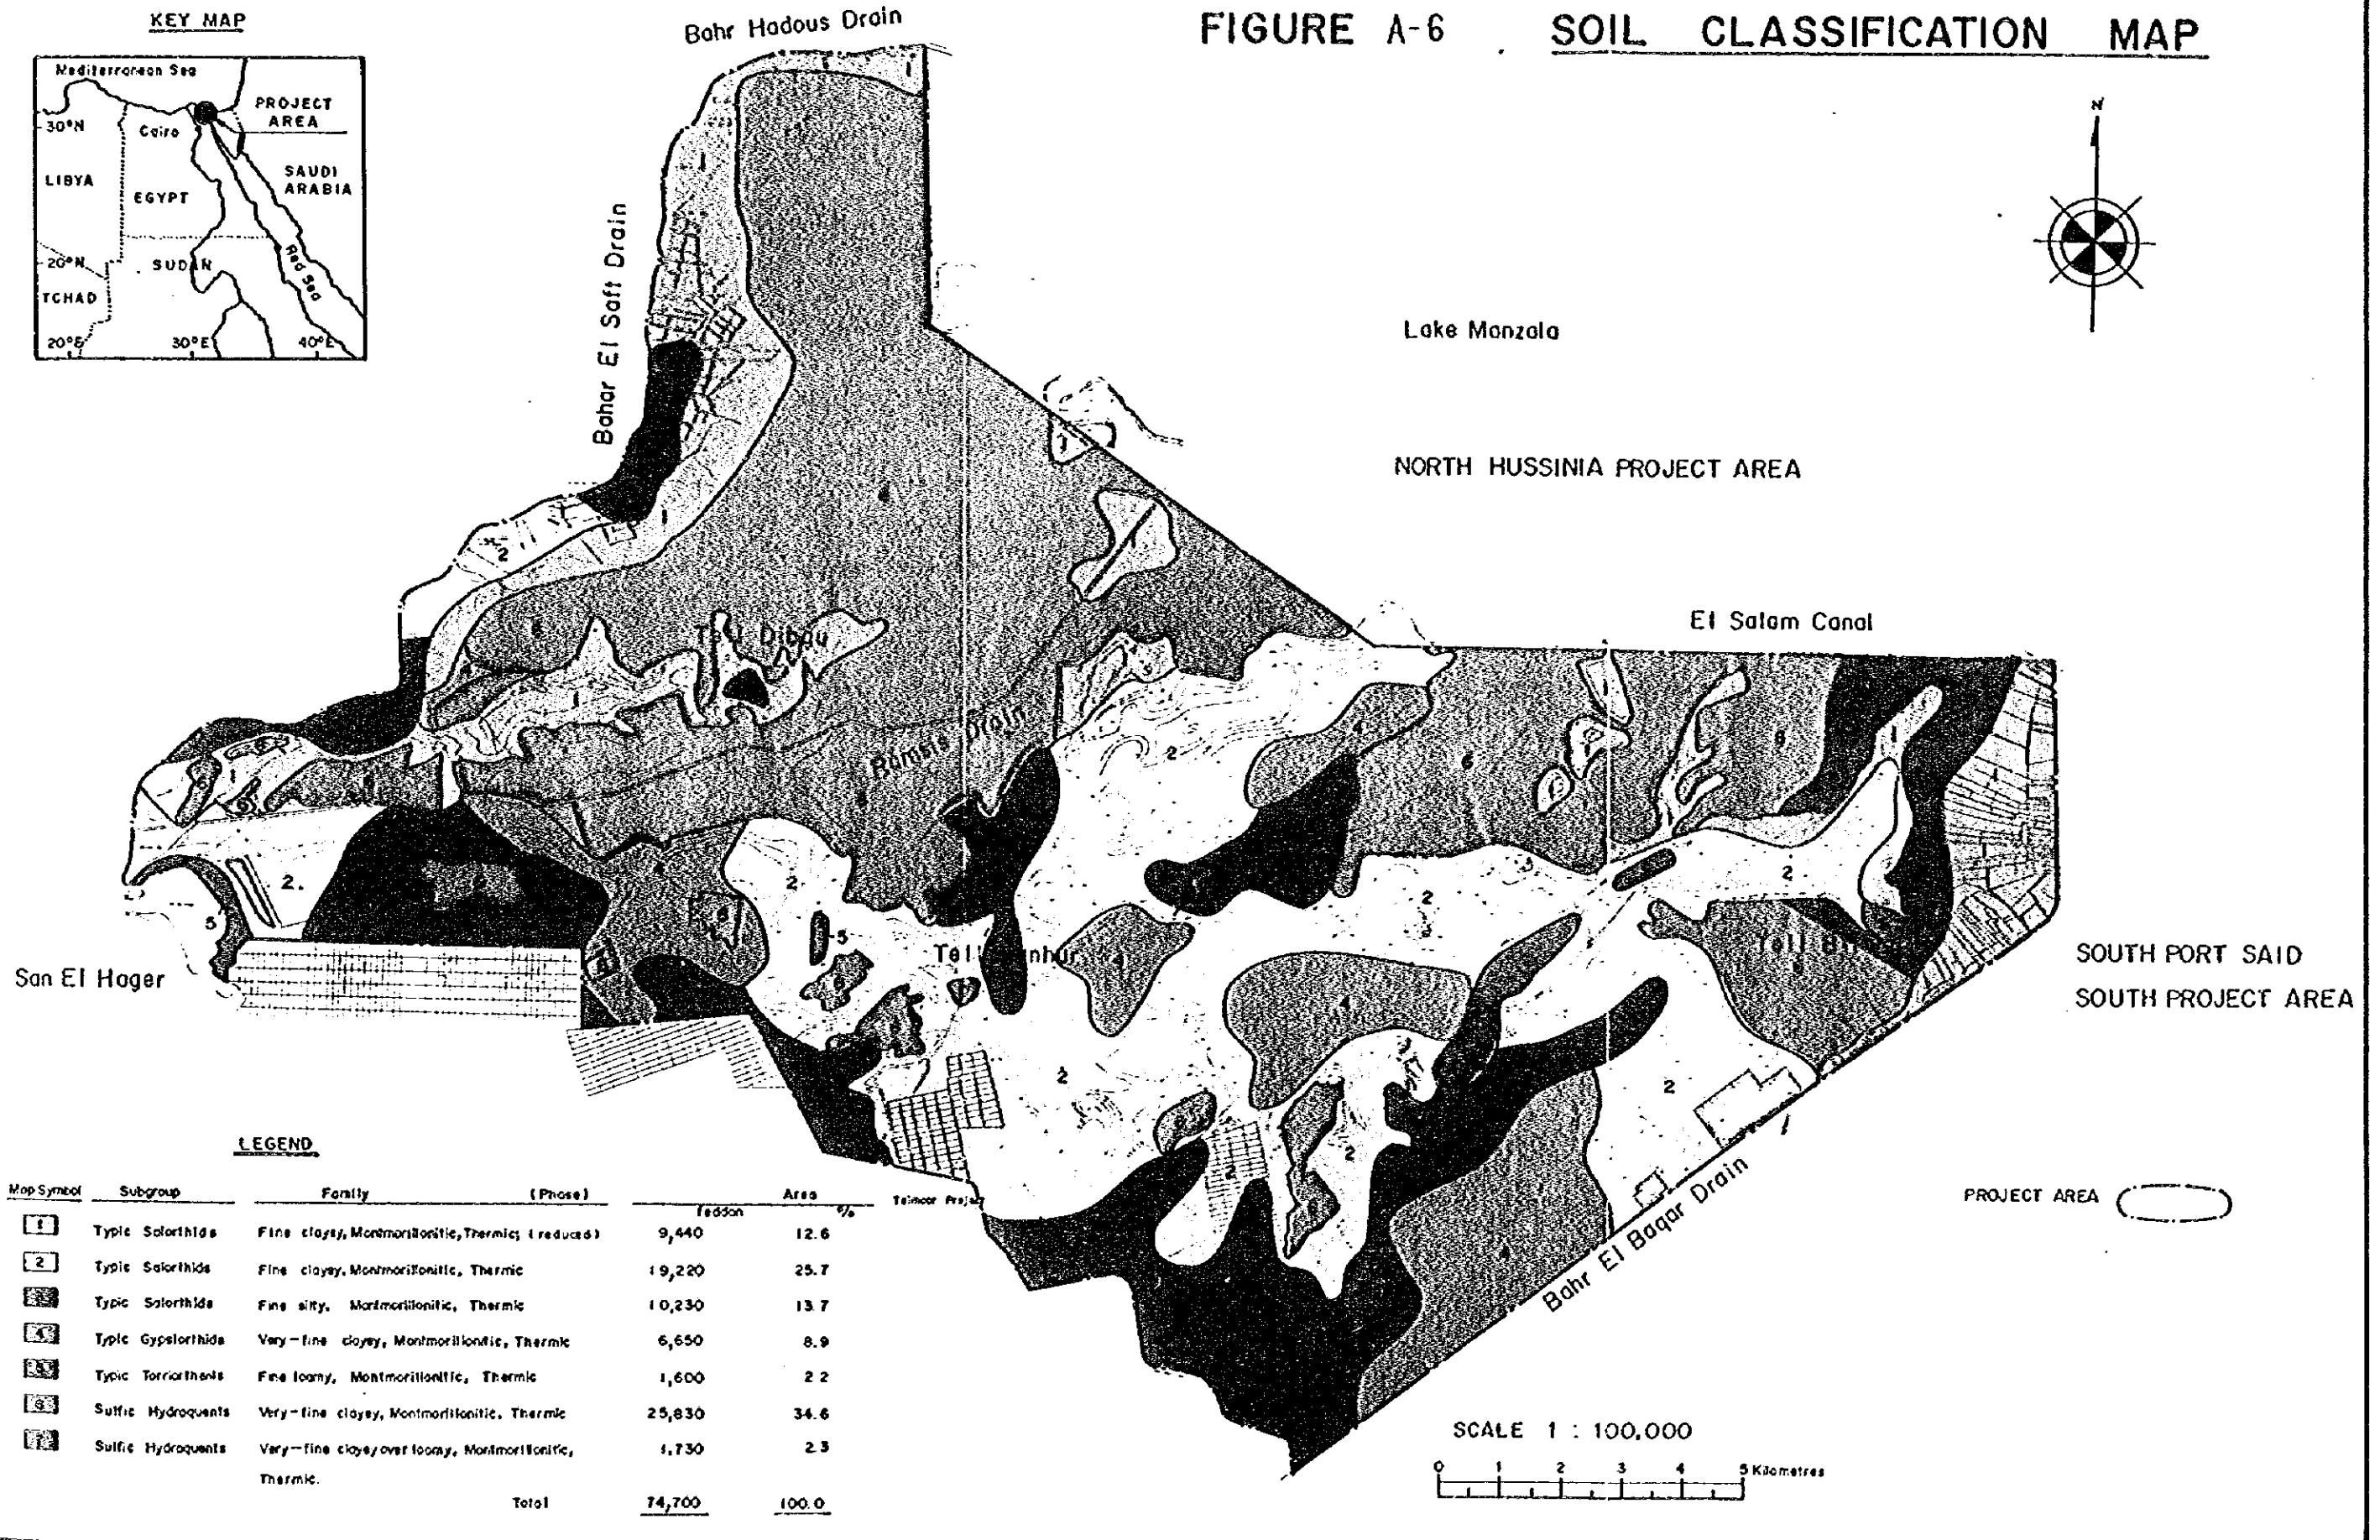 KEY MAP
Mediterranean Sea
PROJECT
AREA
30°N
Cairo
LIBYA
EGYPT
SAUDI
ARABIA
20°N
SUDAN
Red Sea
TCHAD
20°E
30°E
40°E
FIGURE A-6 SOIL CLASSIFICATION MAP
N
Bahr Hadous Drain
Bahar El Saft Drain
Lake Manzala
NORTH HUSSINIA PROJECT AREA
El Salam Canal
Ramsis Drain
San El Hager
SOUTH PORT SAID
SOUTH PROJECT AREA
Bahr El Baqar Drain
PROJECT AREA
LEGEND
Map Symbol Subgroup Family (Phase) Area
Feddan %
1 Typic Salorthids Fine clayey, Montmorillonitic, Thermic; (reduced) 9,440 12.6
2 Typic Salorthids Fine clayey, Montmorillonitic, Thermic 19,220 25.7
Typic Salorthids Fine silty, Montmorillonitic, Thermic 10,230 13.7
4 Typic Gypsiorthids Very-fine clayey, Montmorillonitic, Thermic 6,650 8.9
5 Typic Torriorthents Fine loamy, Montmorillonitic, Thermic 1,600 2.2
6 Sulfic Hydroquents Very-fine clayey, Montmorillonitic, Thermic 25,830 34.6
7 Sulfic Hydroquents Very-fine clayey over loamy, Montmorillonitic, 1,730 2.3
Thermic.
Total 74,700 100.0
SCALE 1 : 100,000
0 1 2 3 4 5 Kilometres